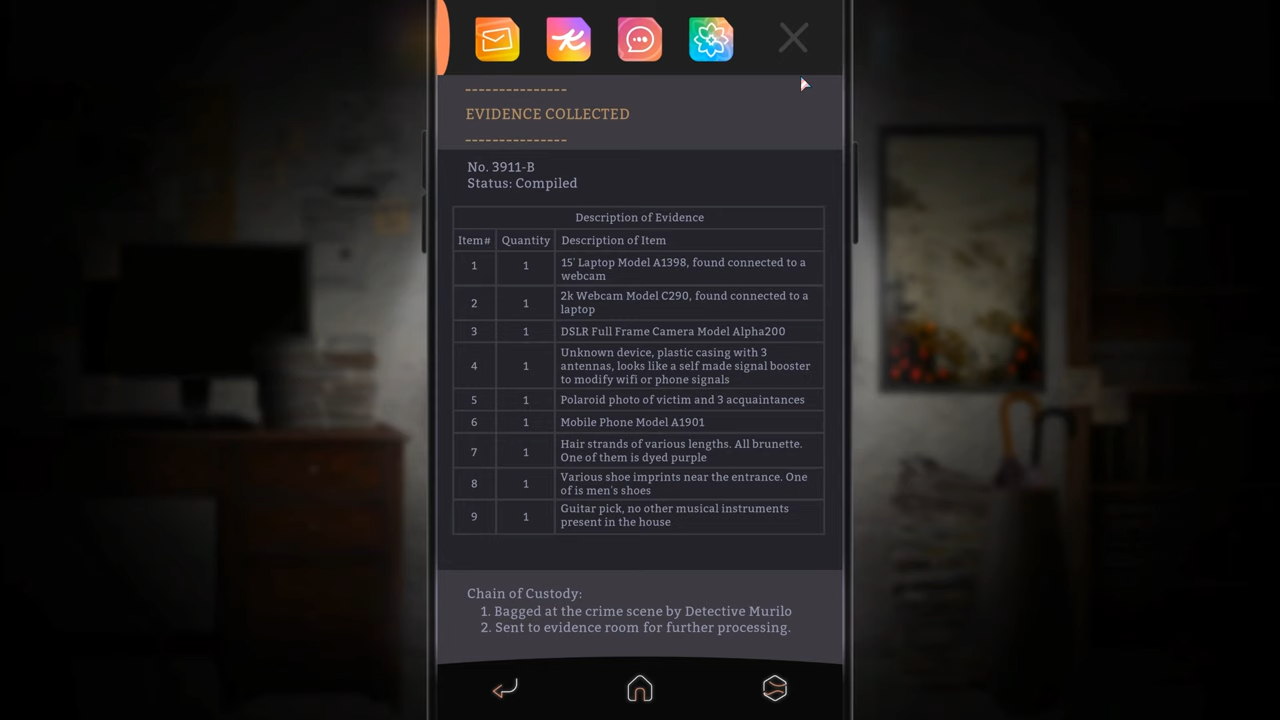 ---------------
EVIDENCE COLLECTED
---------------
No. 3911-B
Status: Compiled
Description of Evidence
Item# Quantity Description of Item
1 1 15' Laptop Model A1398, found connected to a
webcam
2 1 2k Webcam Model C290, found connected to a
laptop
3 1 DSLR Full Frame Camera Model Alpha200
4 1 Unknown device, plastic casing with 3
antennas, looks like a self made signal booster
to modify wifi or phone signals
5 1 Polaroid photo of victim and 3 acquaintances
6 1 Mobile Phone Model A1901
7 1 Hair strands of various lengths. All brunette.
One of them is dyed purple
8 1 Various shoe imprints near the entrance. One
of is men's shoes
9 1 Guitar pick, no other musical instruments
present in the house
Chain of Custody:
1. Bagged at the crime scene by Detective Murilo
2. Sent to evidence room for further processing.